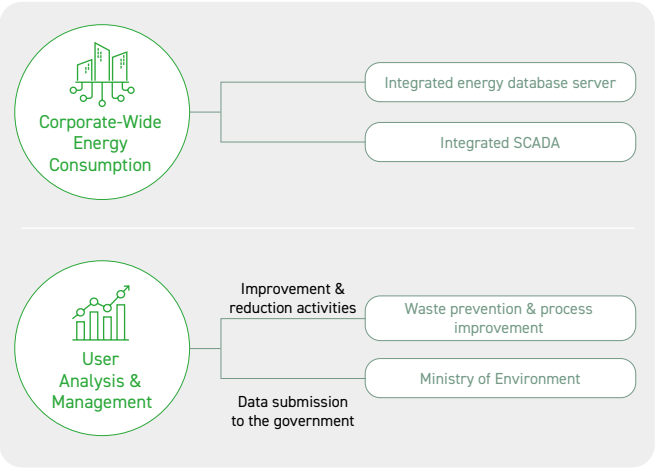 Corporate-Wide
Energy
Consumption
Integrated energy database server
Integrated SCADA
User
Analysis &
Management
Improvement &
reduction activities
Waste prevention & process
improvement
Data submission
to the government
Ministry of Environment